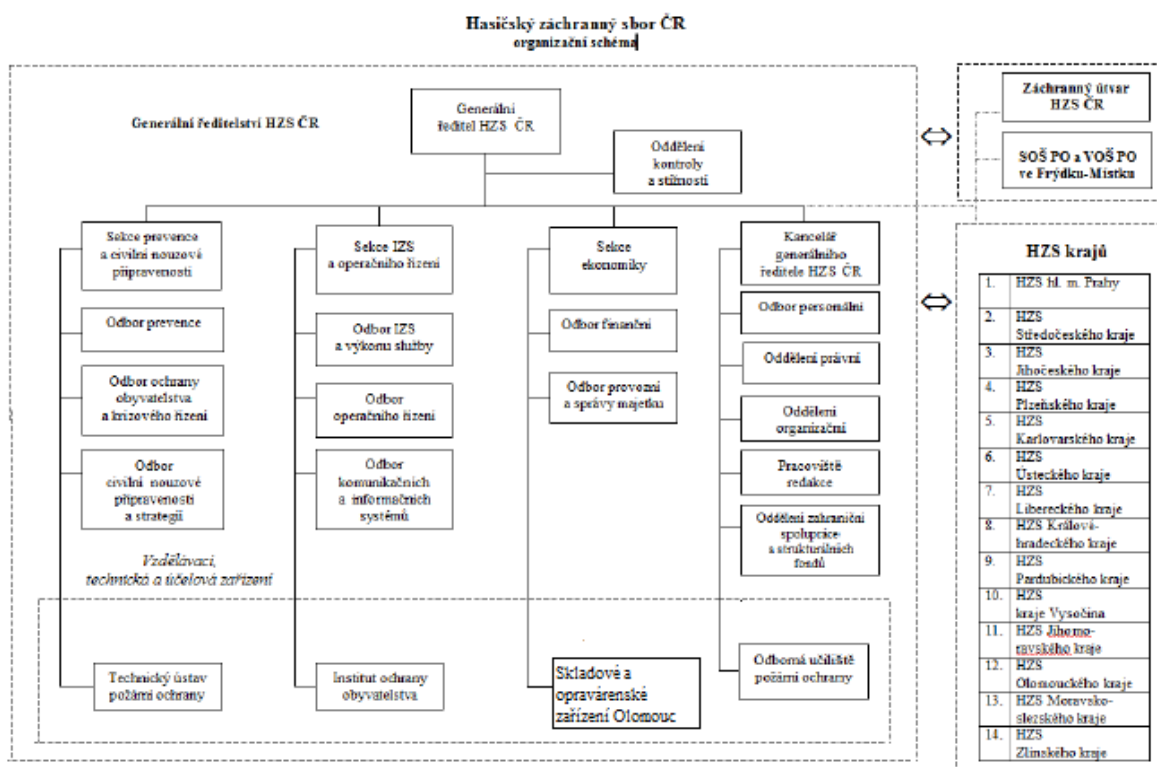 Hasičský záchranný sbor ČR
organizační schéma
Generální ředitelství HZS ČR
Generální
ředitel HZS ČR
Oddělení
kontroly
a stížností
Záchranný útvar
HZS ČR
SOŠ PO a VOŠ PO
ve Frýdku-Místku
Sekce prevence
a civilní nouzové
připravenosti
Odbor prevence
Odbor ochrany
obyvatelstva
a krizového řízení
Odbor
civilní nouzové
připravenosti
a strategií
Sekce IZS
a operačního řízení
Odbor IZS
a výkonu služby
Odbor
operačního řízení
Odbor
komunikačních
a informačních
systémů
Sekce
ekonomiky
Odbor finanční
Odbor provozní
a správy majetku
Kancelář
generálního
ředitele HZS ČR
Odbor personální
Oddělení právní
Oddělení
organizační
Pracoviště
redakce
Oddělení zahraniční
spolupráce
a strukturálních
fondů
Vzdělávací,
technická a účelová zařízení
Technický ústav
požární ochrany
Institut ochrany
obyvatelstva
Skladové a
opravárenské
zařízení Olomouc
Odborná učiliště
požární ochrany
HZS krajů
1. HZS hl. m. Prahy
2. HZS
Středočeského kraje
3. HZS
Jihočeského kraje
4. HZS
Plzeňského kraje
5. HZS
Karlovarského kraje
6. HZS
Ústeckého kraje
7. HZS
Libereckého kraje
8. HZS Králové-
hradeckého kraje
9. HZS
Pardubického kraje
10. HZS
kraje Vysočina
11. HZS Jihomo-
ravského kraje
12. HZS
Olomouckého kraje
13. HZS Moravsko-
slezského kraje
14. HZS
Zlínského kraje